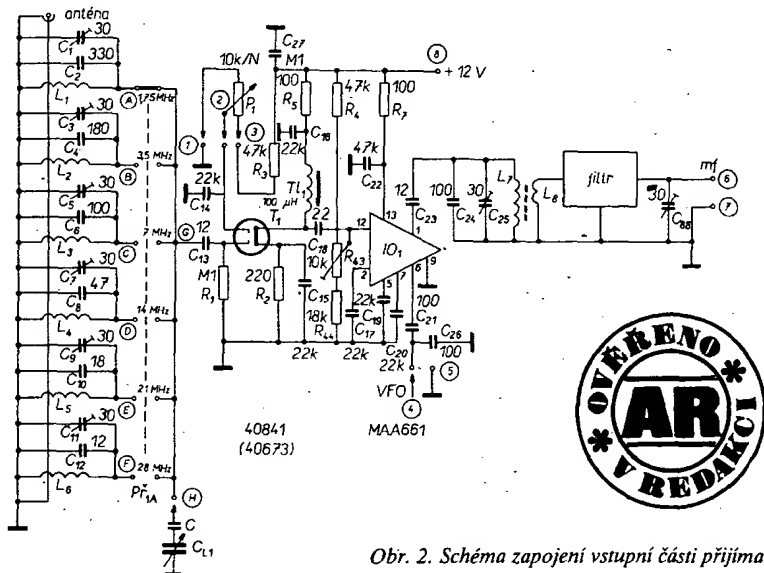 anténa
30
C1
330
C2
L1
A
1,75 MHz
30
C3
180
C4
L2
B
3,5 MHz
30
C5
100
C6
L3
C
7 MHz
30
C7
47
C8
L4
D
14 MHz
30
C9
18
C10
L5
E
21 MHz
30
C11
12
C12
L6
F
28 MHz
Př1A
H
C
CL1
G
12
C13
M1
R1
22k
C14
1
2
3
10k/N
P1
47k
R3
C27
M1
100
R5
C16
22k
Tl1
100 µH
T1
220
R2
C15
22k
22
C18
10k
R43
18k
R44
47k
R4
100
R7
47k
C22
8
+ 12 V
12
13
1
IO1
2
5
7
6
9
22k
C19
C17
22k
C20
22k
100
C21
C26
100
VFO
4
5
12
C23
100
C24
30
C25
L7
L8
filtr
30
C88
mf
6
7
40841
(40673)
MAA661
OVĚŘENO
AR
V REDAKCI
Obr. 2. Schéma zapojení vstupní části přijíma